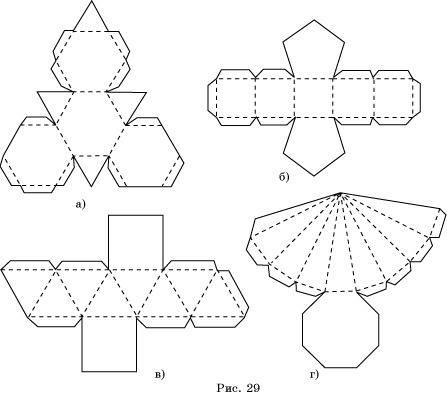 а)
б)
в)
г)
Рис. 29